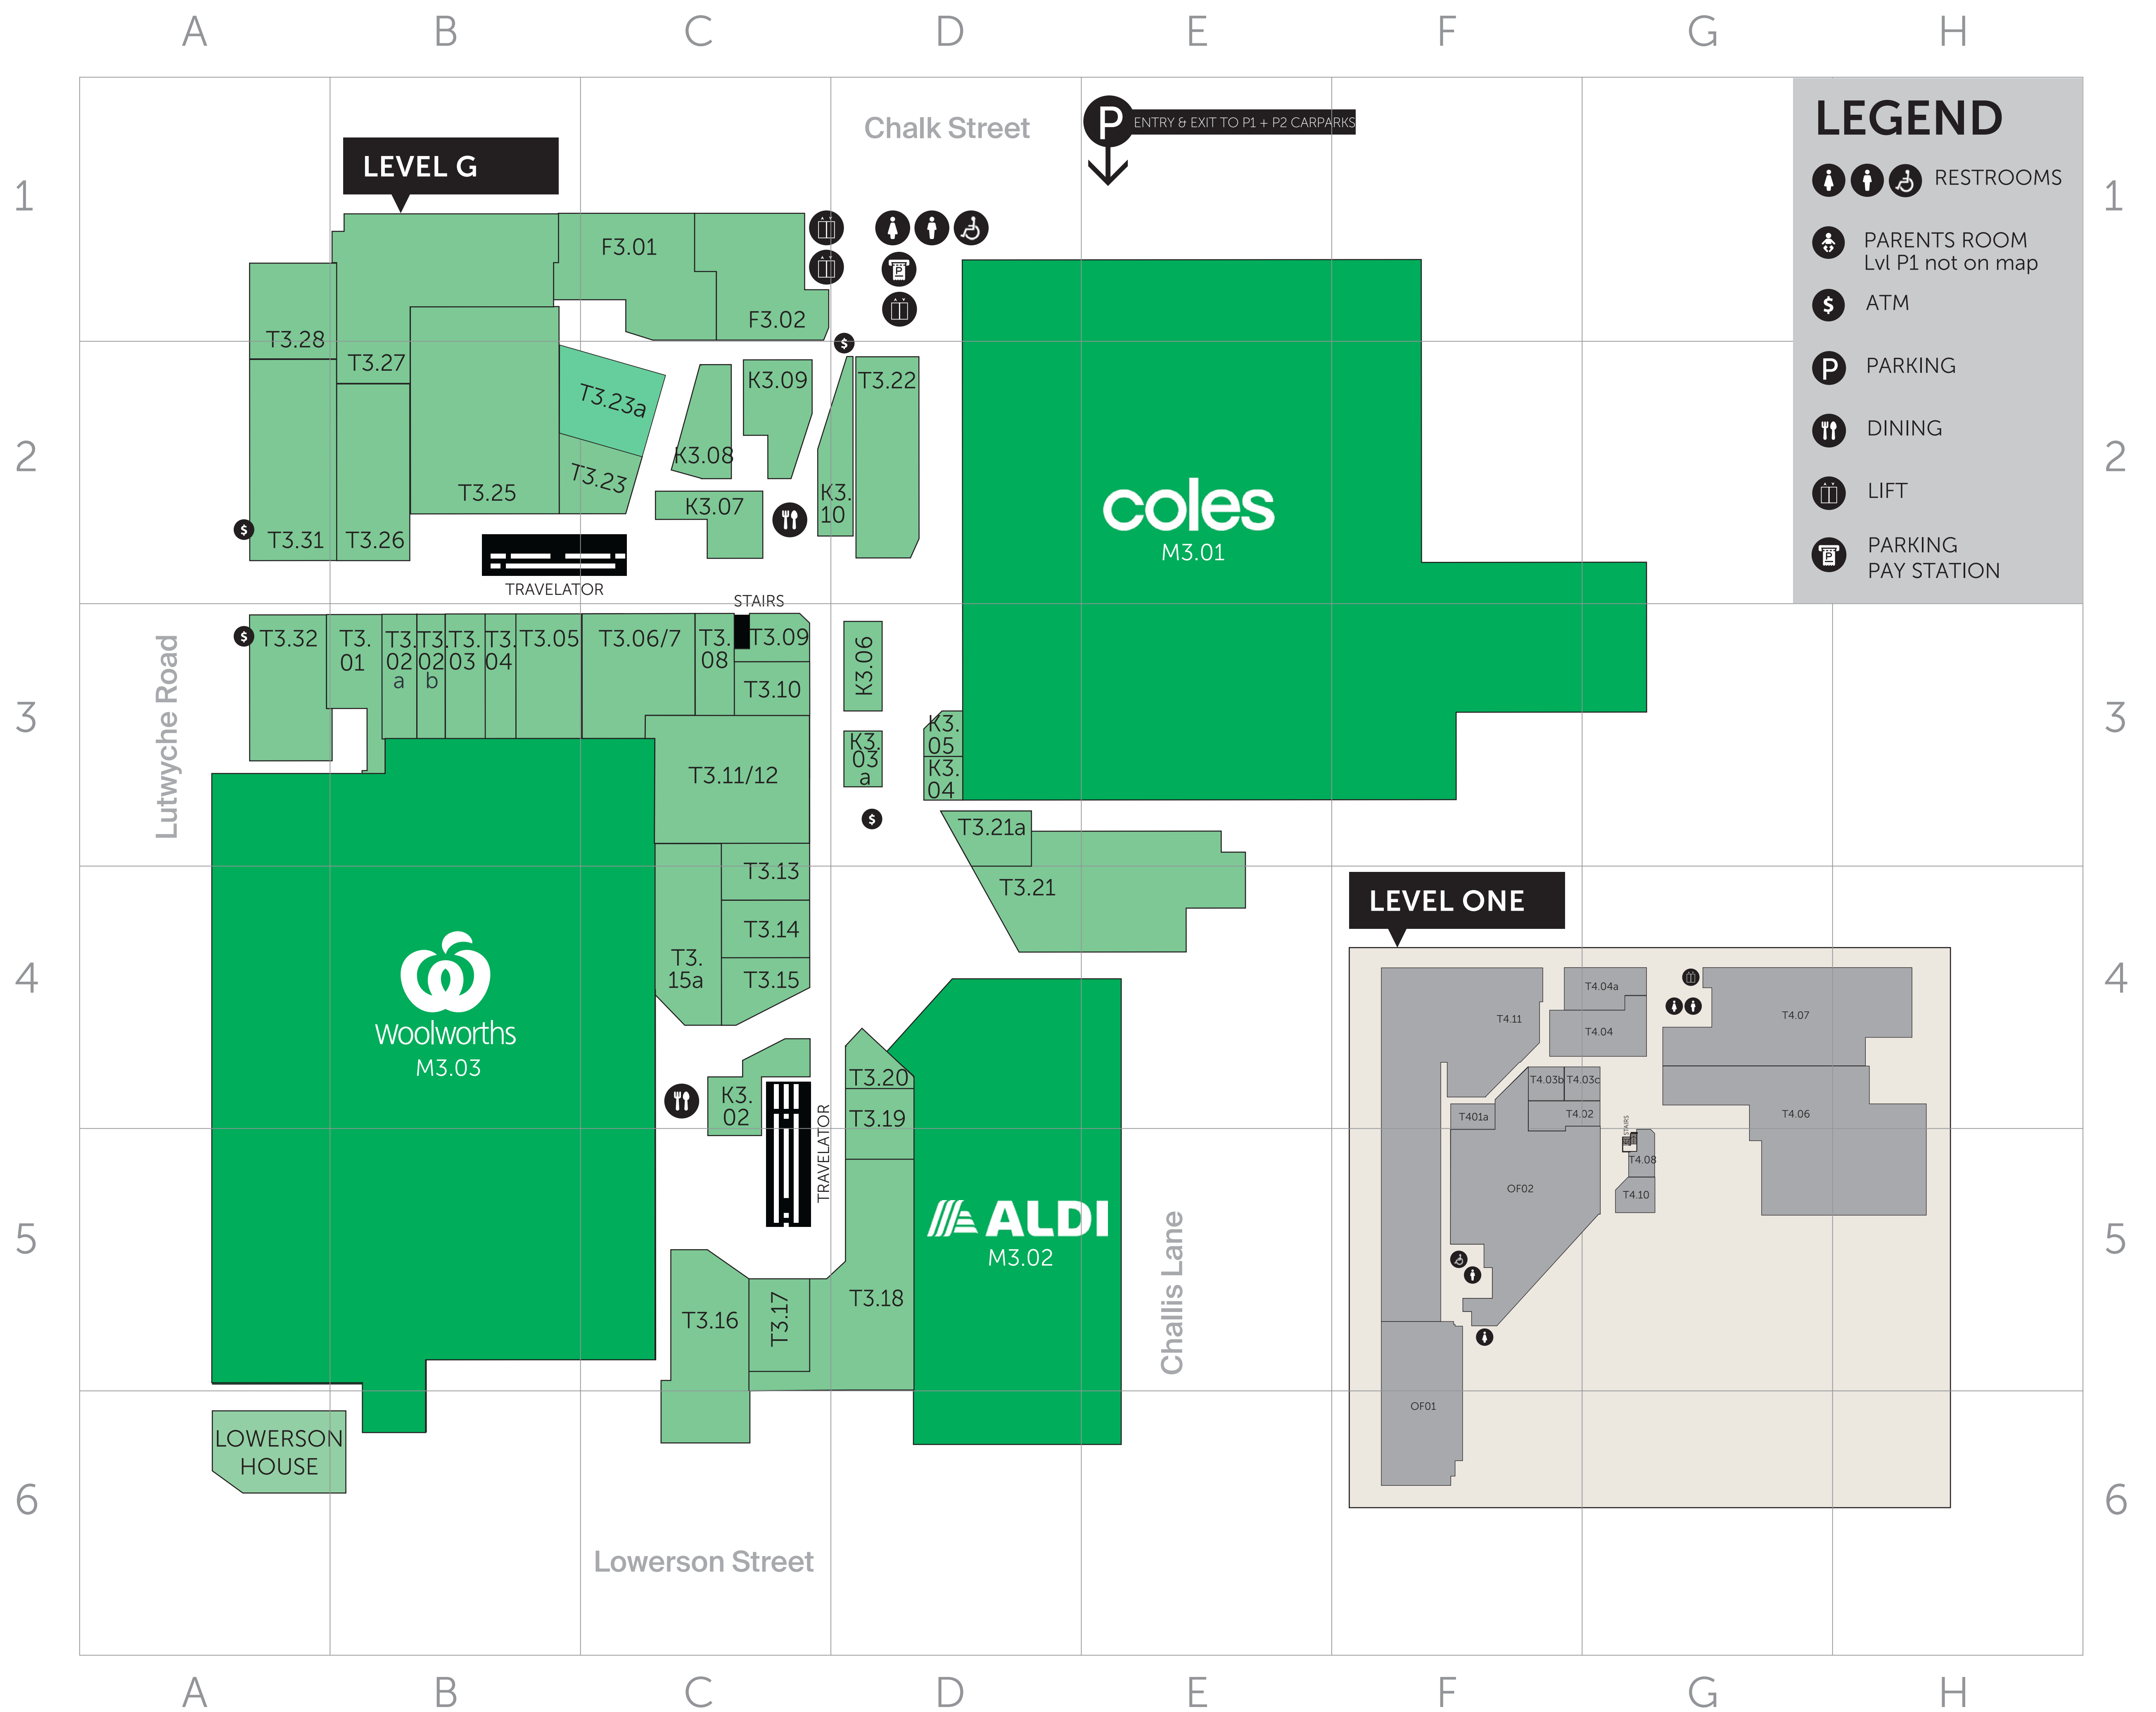 A B C D E F G H
1
Chalk Street
P
ENTRY & EXIT TO P1 + P2 CARPARKS
LEGEND
RESTROOMS
PARENTS ROOM
Lvl P1 not on map
$
ATM
P
PARKING
DINING
LIFT
P
PARKING
PAY STATION
1
LEVEL G
F3.01
F3.02
P
T3.28
$
2
T3.27
T3.23a
K3.09
T3.22
K3.08
T3.23
T3.25
K3.07
K3.
10
coles
M3.01
2
$
T3.31
T3.26
TRAVELATOR
STAIRS
Lutwyche Road
3
$
T3.32
T3.
01
T3.
02
a
T3.
02
b
T3.
03
T3.
04
T3.05
T3.06/7
T3.
08
T3.09
T3.10
K3.06
K3.
05
K3.
03
a
K3.
04
3
T3.11/12
$
T3.21a
T3.13
T3.21
4
Woolworths
M3.03
T3.14
T3.
15a
T3.15
LEVEL ONE
T4.11
T4.04a
T4.04
T4.07
4
T3.20
K3.
02
T3.19
TRAVELATOR
T4.03b
T4.03c
T401a
T4.02
T4.06
STAIRS
T4.08
OF02
T4.10
5
ALDI
M3.02
Challis Lane
5
T3.16
T3.17
T3.18
OF01
LOWERSON
HOUSE
6
6
Lowerson Street
A B C D E F G H